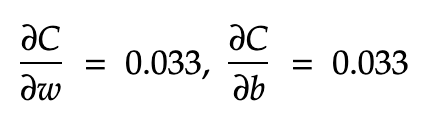 ∂C/∂w = 0.033, ∂C/∂b = 0.033